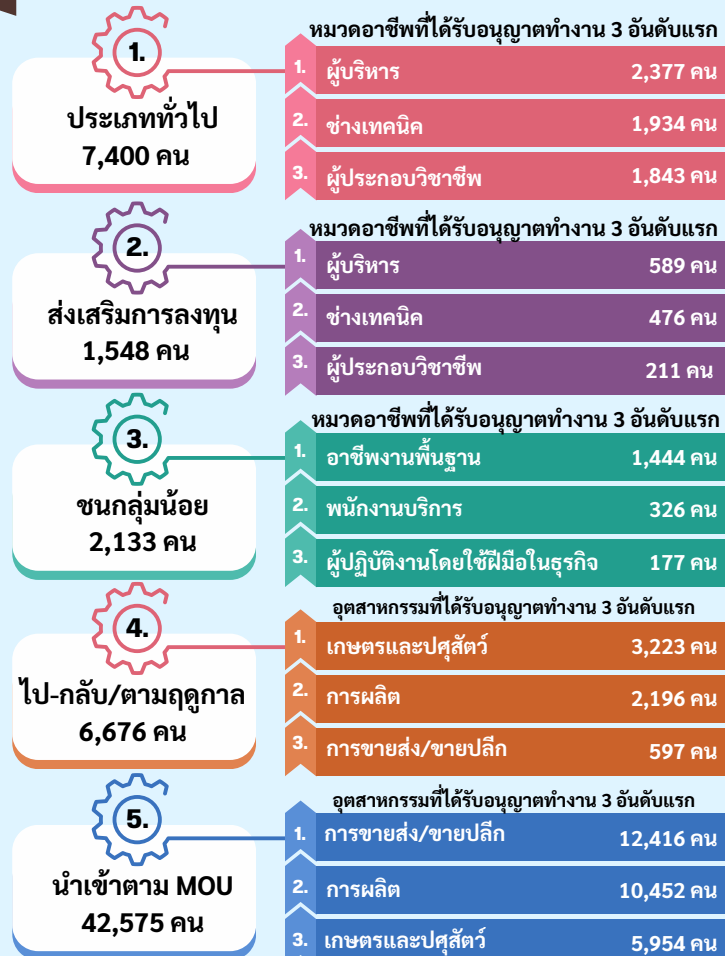 1.
ประเภททั่วไป
7,400 คน
หมวดอาชีพที่ได้รับอนุญาตทำงาน 3 อันดับแรก
1. ผู้บริหาร 2,377 คน
2. ช่างเทคนิค 1,934 คน
3. ผู้ประกอบวิชาชีพ 1,843 คน
2.
ส่งเสริมการลงทุน
1,548 คน
หมวดอาชีพที่ได้รับอนุญาตทำงาน 3 อันดับแรก
1. ผู้บริหาร 589 คน
2. ช่างเทคนิค 476 คน
3. ผู้ประกอบวิชาชีพ 211 คน
3.
ชนกลุ่มน้อย
2,133 คน
หมวดอาชีพที่ได้รับอนุญาตทำงาน 3 อันดับแรก
1. อาชีพงานพื้นฐาน 1,444 คน
2. พนักงานบริการ 326 คน
3. ผู้ปฏิบัติงานโดยใช้ฝีมือในธุรกิจ 177 คน
4.
ไป-กลับ/ตามฤดูกาล
6,676 คน
อุตสาหกรรมที่ได้รับอนุญาตทำงาน 3 อันดับแรก
1. เกษตรและปศุสัตว์ 3,223 คน
2. การผลิต 2,196 คน
3. การขายส่ง/ขายปลีก 597 คน
5.
นำเข้าตาม MOU
42,575 คน
อุตสาหกรรมที่ได้รับอนุญาตทำงาน 3 อันดับแรก
1. การขายส่ง/ขายปลีก 12,416 คน
2. การผลิต 10,452 คน
3. เกษตรและปศุสัตว์ 5,954 คน